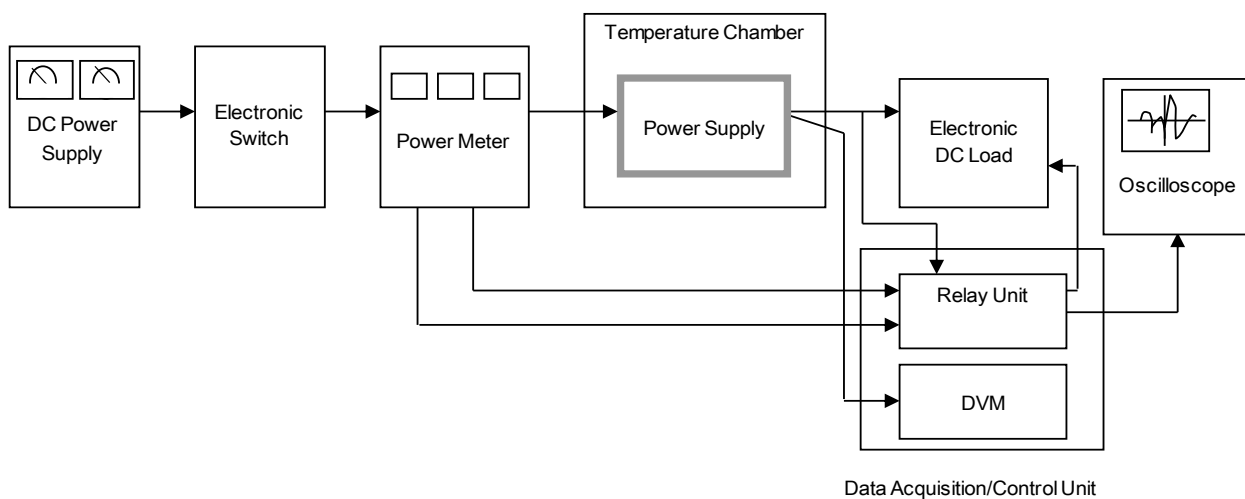 DC Power
Supply
Electronic
Switch
Power Meter
Temperature Chamber
Power Supply
Electronic
DC Load
Oscilloscope
Relay Unit
DVM
Data Acquisition/Control Unit